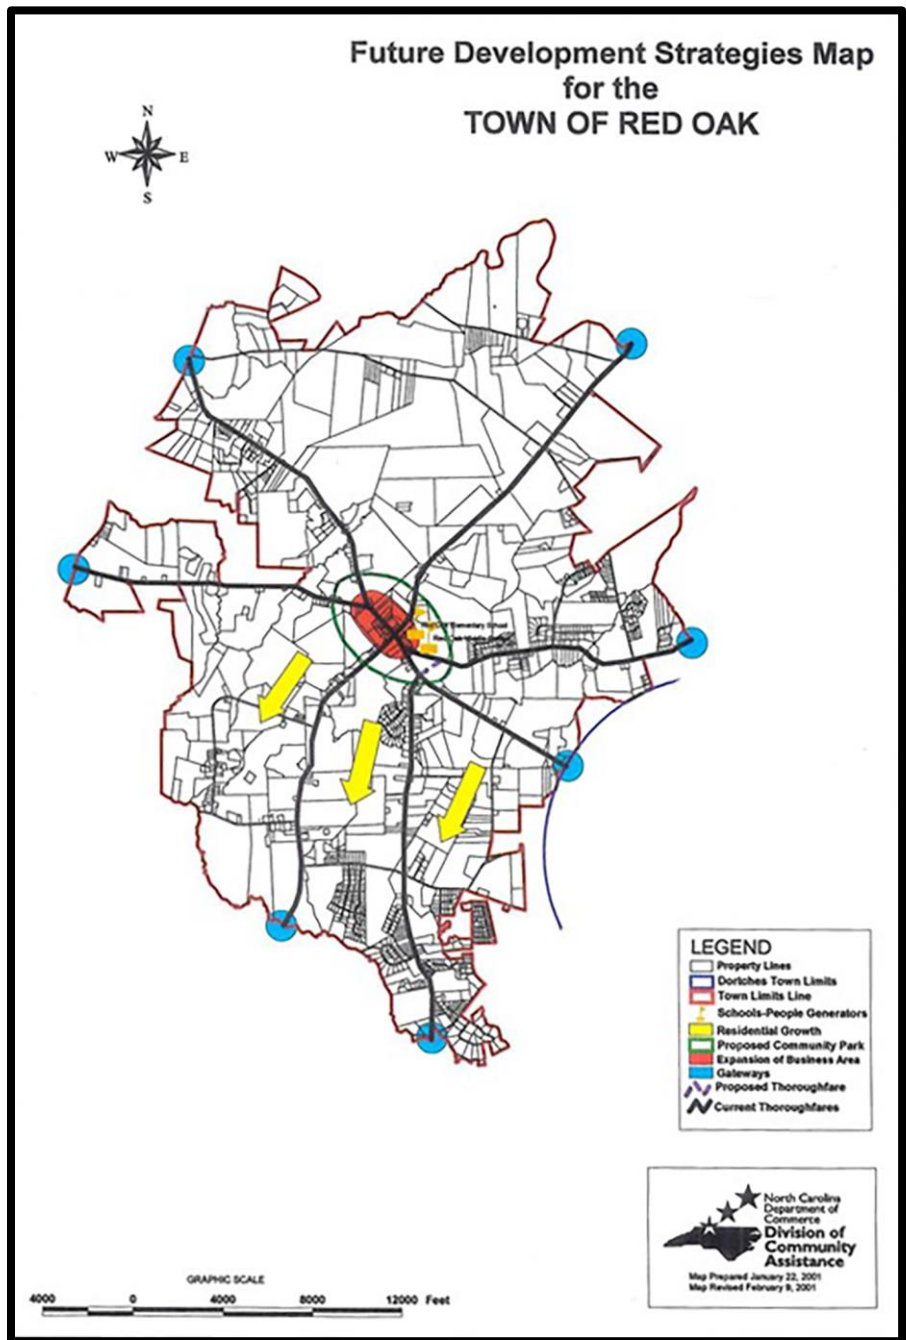 Future Development Strategies Map
for the
TOWN OF RED OAK
N
W E
S
Elementary School
LEGEND
Property Lines
Dortches Town Limits
Town Limits Line
Schools-People Generators
Residential Growth
Proposed Community Park
Expansion of Business Area
Gateways
Proposed Thoroughfare
Current Thoroughfares
North Carolina
Department of
Commerce
Division of
Community
Assistance
Map Prepared January 22, 2001
Map Revised February 9, 2001
GRAPHIC SCALE
4000 0 4000 8000 12000 Feet